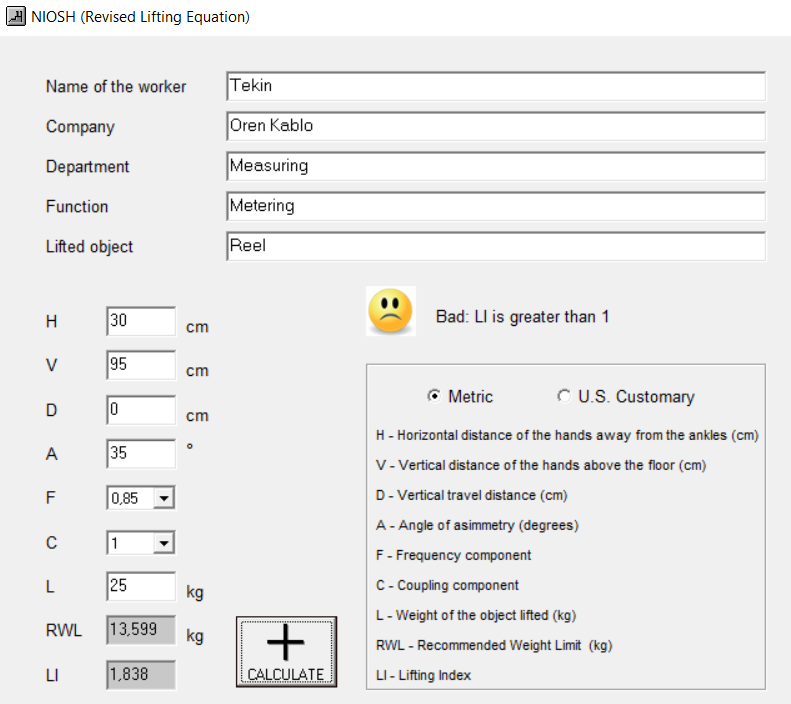 NIOSH (Revised Lifting Equation)
Name of the worker Tekin
Company Oren Kablo
Department Measuring
Function Metering
Lifted object Reel
Bad: LI is greater than 1
H 30 cm
V 95 cm
D 0 cm
A 35 °
F 0,85
C 1
L 25 kg
RWL 13,599 kg
LI 1,838
CALCULATE
Metric U.S. Customary
H - Horizontal distance of the hands away from the ankles (cm)
V - Vertical distance of the hands above the floor (cm)
D - Vertical travel distance (cm)
A - Angle of asimmetry (degrees)
F - Frequency component
C - Coupling component
L - Weight of the object lifted (kg)
RWL - Recommended Weight Limit (kg)
LI - Lifting Index